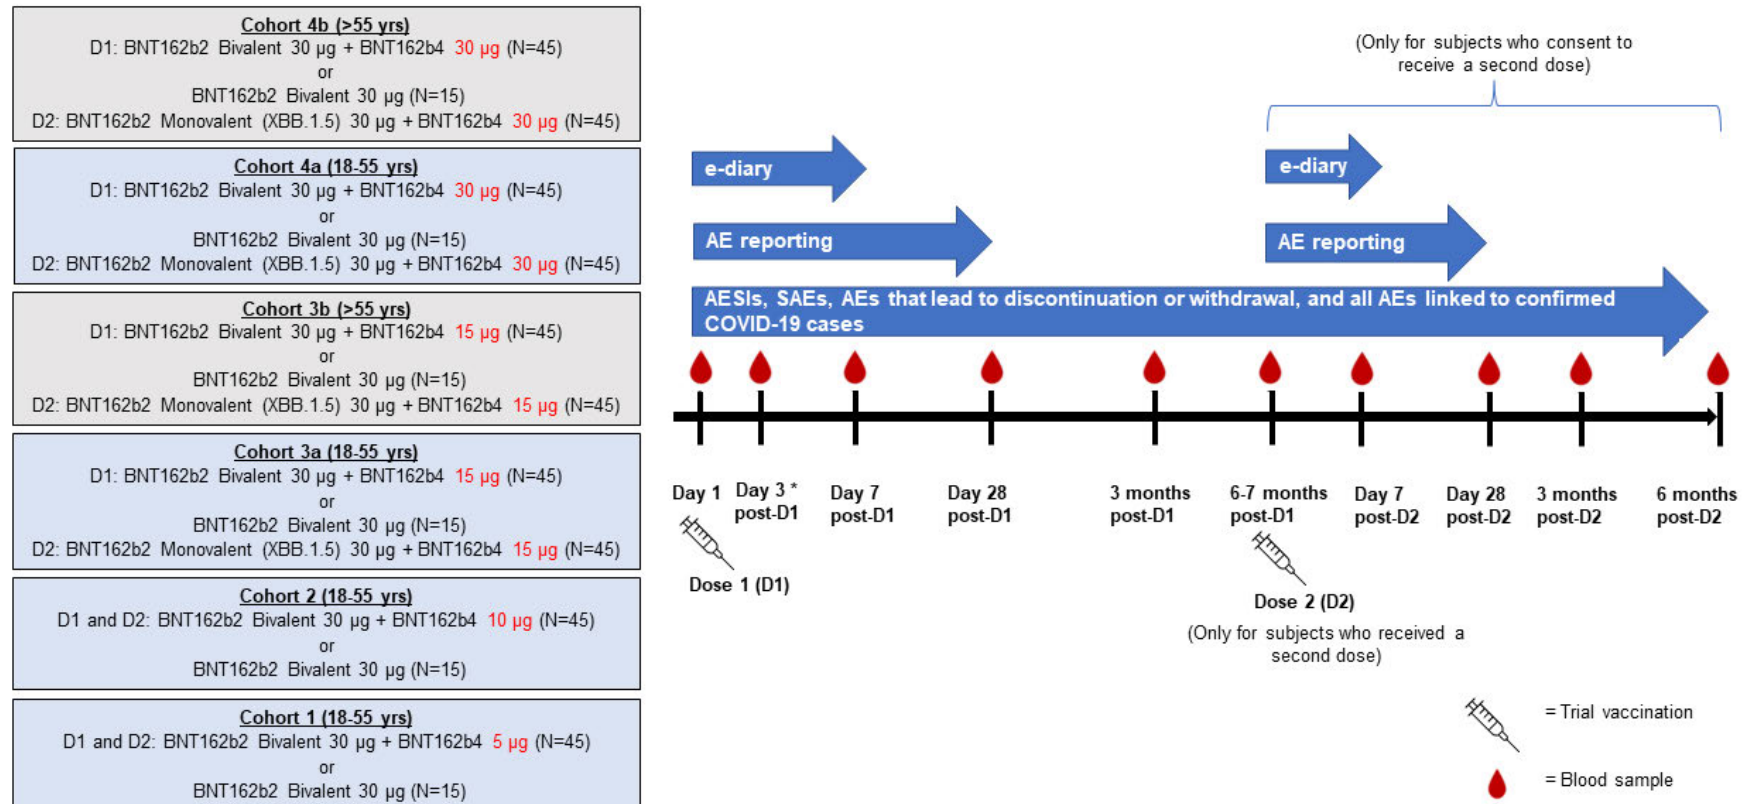 Cohort 4b (>55 yrs)
D1: BNT162b2 Bivalent 30 µg + BNT162b4 30 µg (N=45)
or
BNT162b2 Bivalent 30 µg (N=15)
D2: BNT162b2 Monovalent (XBB.1.5) 30 µg + BNT162b4 30 µg (N=45)
Cohort 4a (18-55 yrs)
D1: BNT162b2 Bivalent 30 µg + BNT162b4 30 µg (N=45)
or
BNT162b2 Bivalent 30 µg (N=15)
D2: BNT162b2 Monovalent (XBB.1.5) 30 µg + BNT162b4 30 µg (N=45)
Cohort 3b (>55 yrs)
D1: BNT162b2 Bivalent 30 µg + BNT162b4 15 µg (N=45)
or
BNT162b2 Bivalent 30 µg (N=15)
D2: BNT162b2 Monovalent (XBB.1.5) 30 µg + BNT162b4 15 µg (N=45)
Cohort 3a (18-55 yrs)
D1: BNT162b2 Bivalent 30 µg + BNT162b4 15 µg (N=45)
or
BNT162b2 Bivalent 30 µg (N=15)
D2: BNT162b2 Monovalent (XBB.1.5) 30 µg + BNT162b4 15 µg (N=45)
Cohort 2 (18-55 yrs)
D1 and D2: BNT162b2 Bivalent 30 µg + BNT162b4 10 µg (N=45)
or
BNT162b2 Bivalent 30 µg (N=15)
Cohort 1 (18-55 yrs)
D1 and D2: BNT162b2 Bivalent 30 µg + BNT162b4 5 µg (N=45)
or
BNT162b2 Bivalent 30 µg (N=15)
(Only for subjects who consent to
receive a second dose)
e-diary
e-diary
AE reporting
AE reporting
AESIs, SAEs, AEs that lead to discontinuation or withdrawal, and all AEs linked to confirmed
COVID-19 cases
Day 1
Day 3 *
post-D1
Day 7
post-D1
Day 28
post-D1
3 months
post-D1
6-7 months
post-D1
Day 7
post-D2
Day 28
post-D2
3 months
post-D2
6 months
post-D2
Dose 1 (D1)
Dose 2 (D2)
(Only for subjects who received a
second dose)
= Trial vaccination
= Blood sample